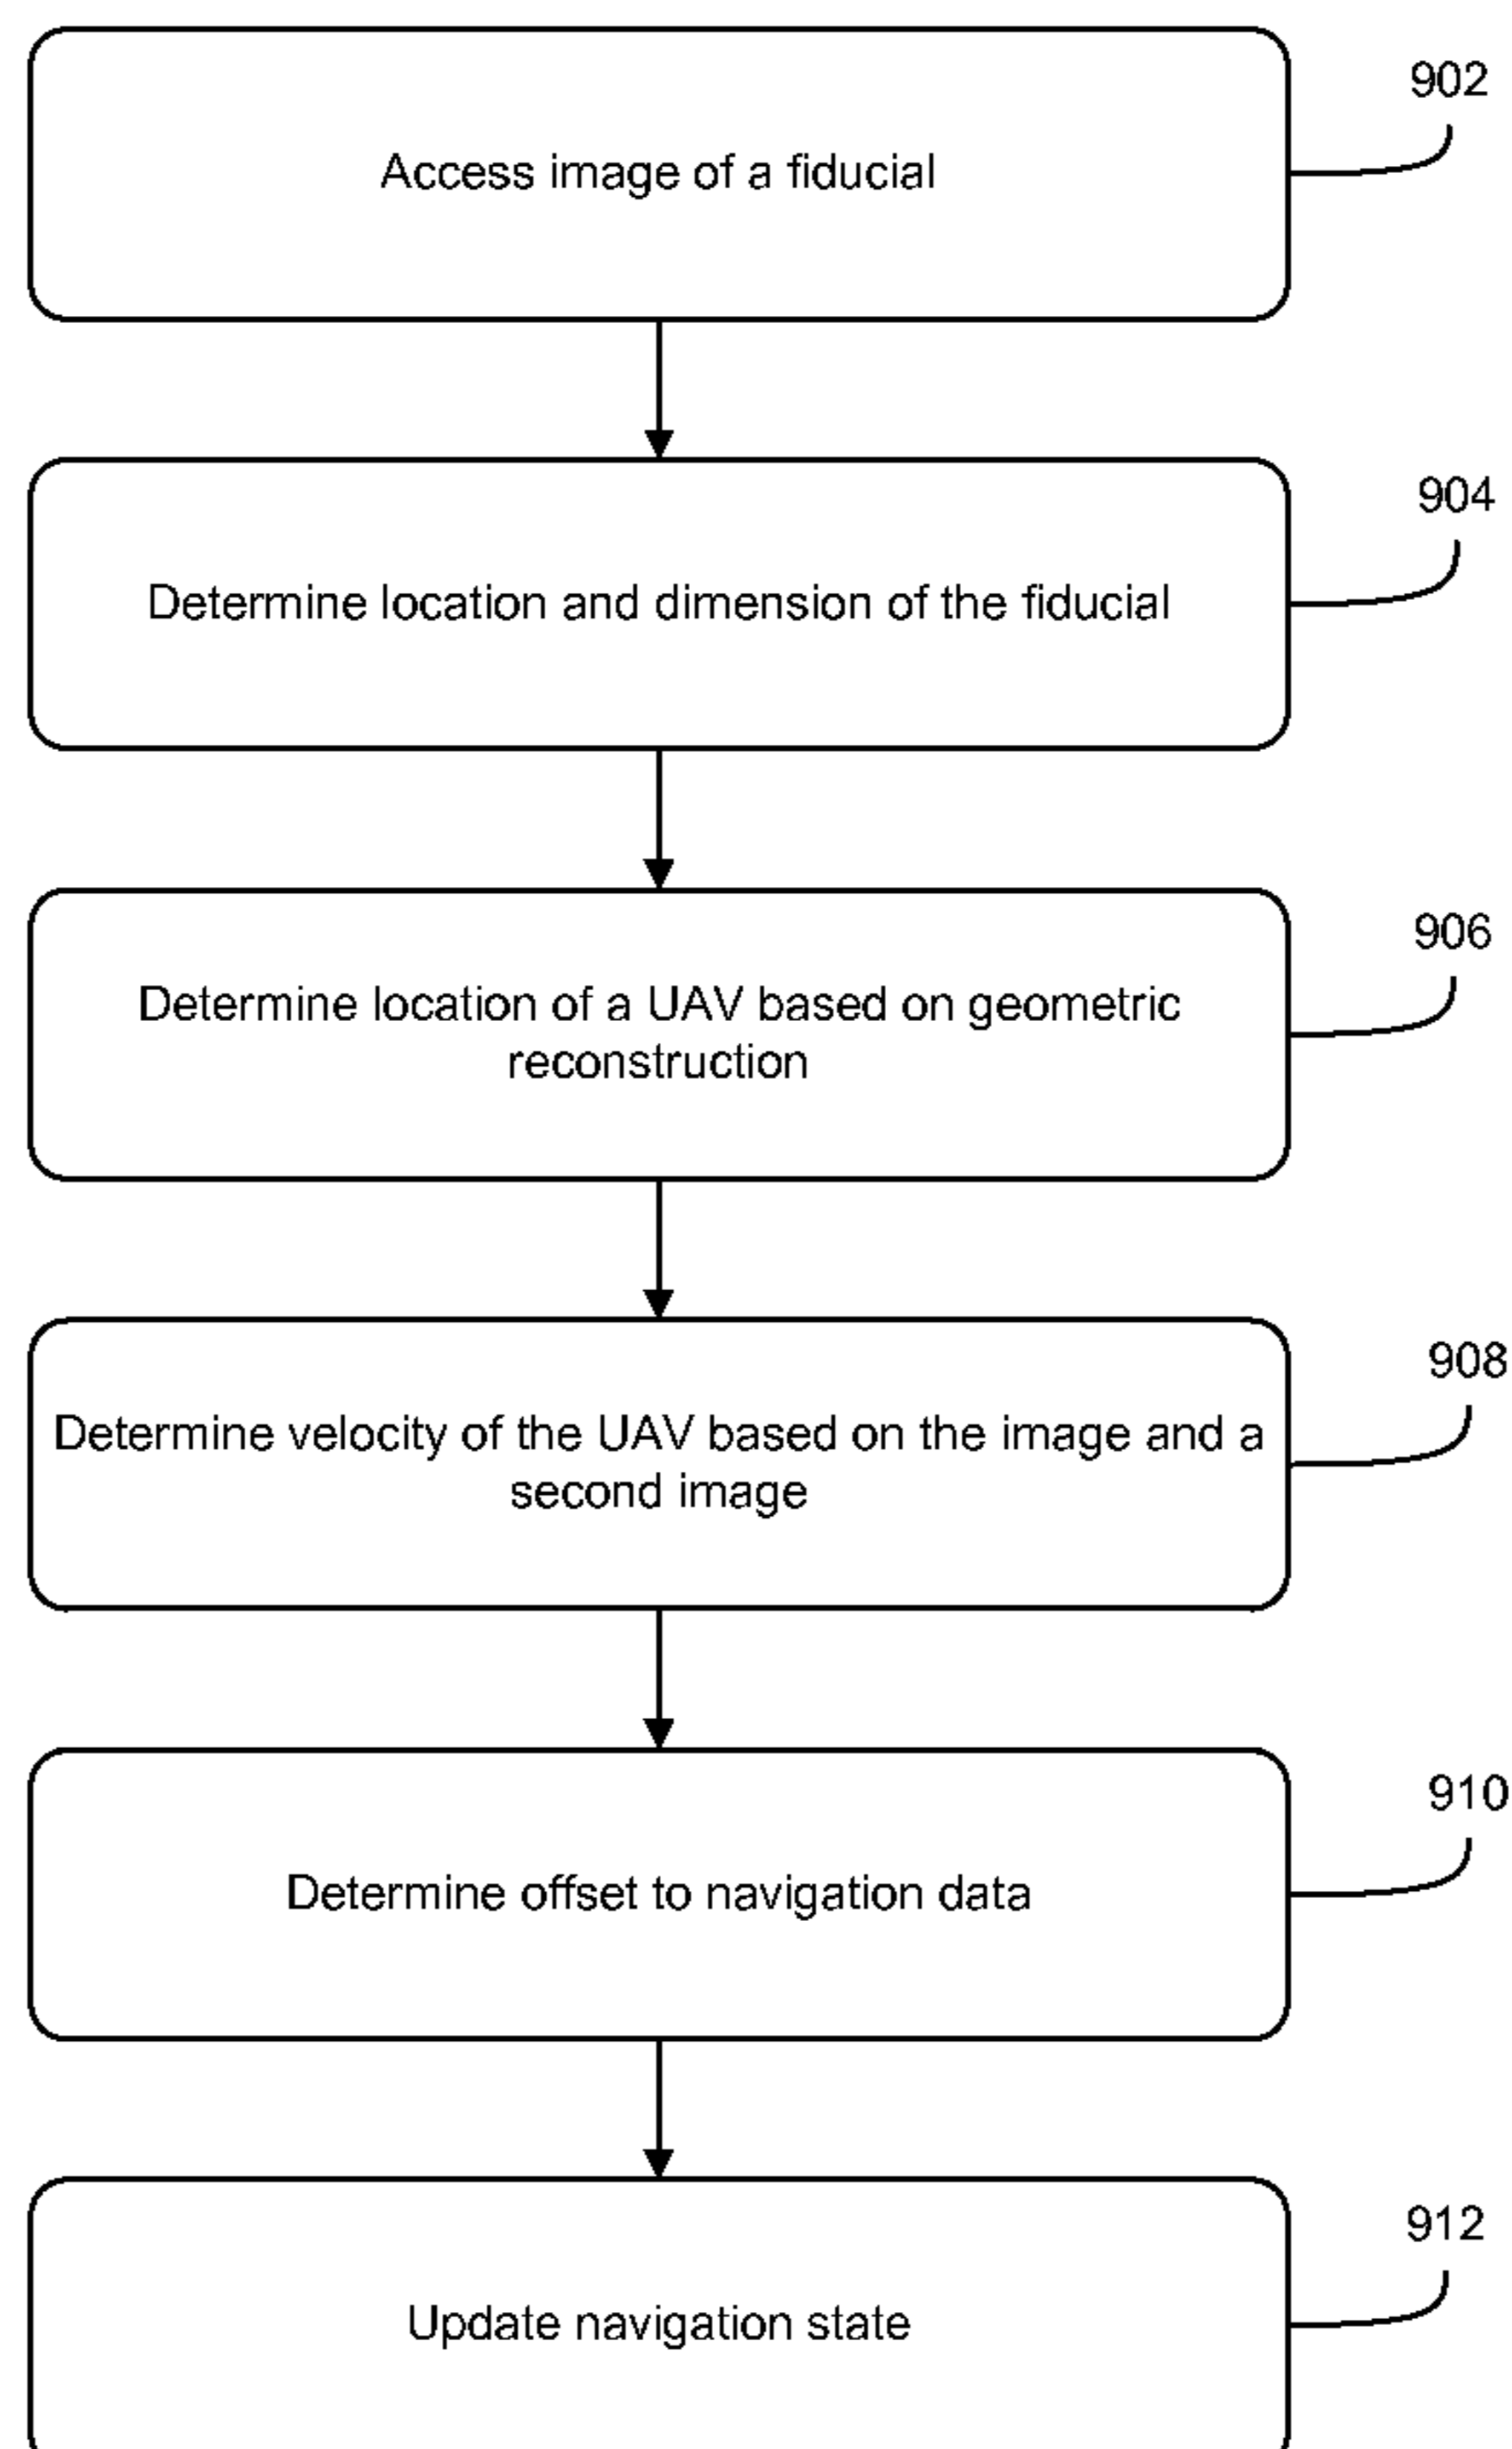 902
Access image of a fiducial
904
Determine location and dimension of the fiducial
906
Determine location of a UAV based on geometric
reconstruction
908
Determine velocity of the UAV based on the image and a
second image
910
Determine offset to navigation data
912
Update navigation state